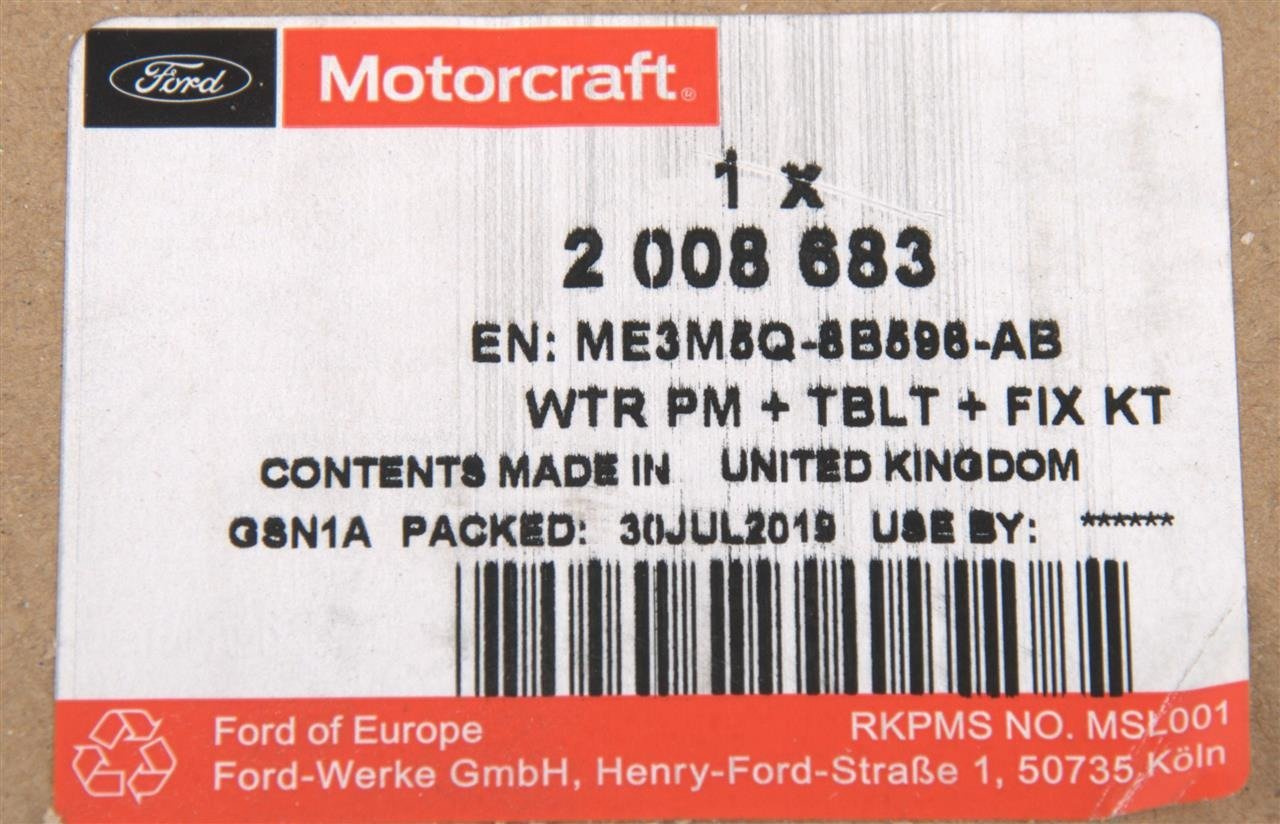 Ford Motorcraft®
1 x
2 008 683
EN: ME3M5Q-8B596-AB
WTR PM + TBLT + FIX KT
CONTENTS MADE IN UNITED KINGDOM
GSN1A PACKED: 30JUL2019 USE BY: ******
Ford of Europe RKPMS NO. MSL001
Ford-Werke GmbH, Henry-Ford-Straße 1, 50735 Köln